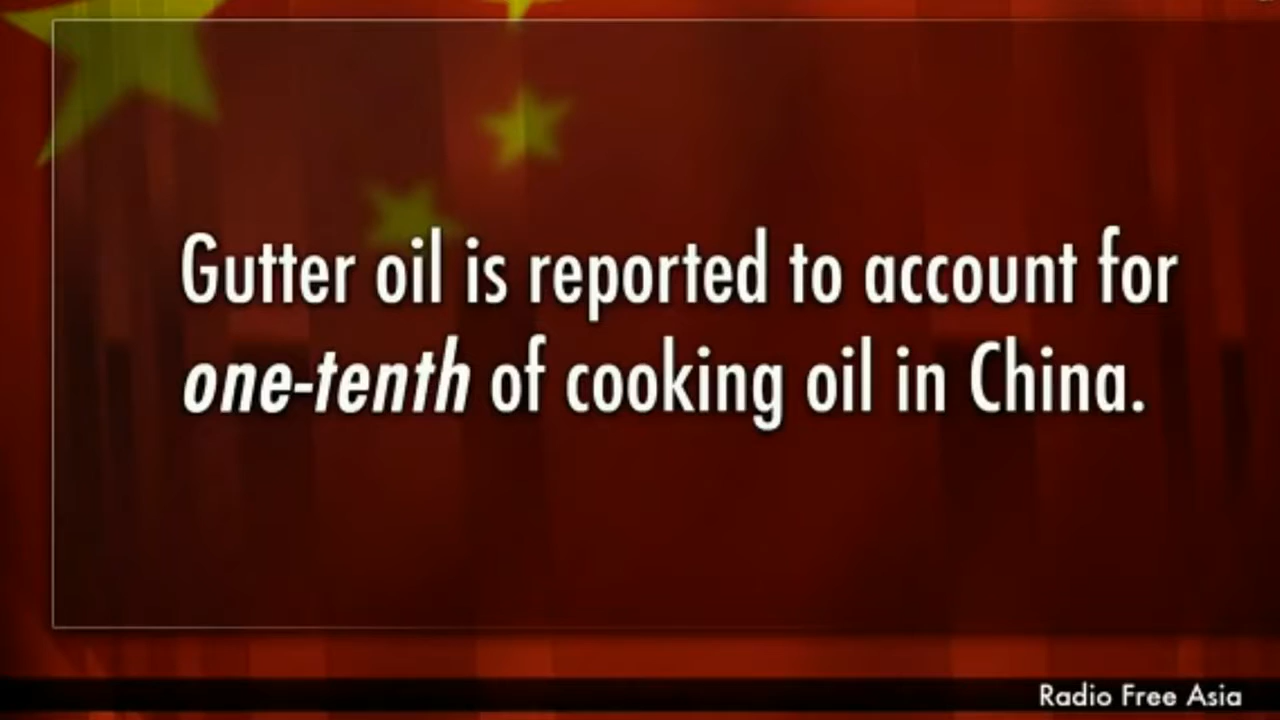 Gutter oil is reported to account for
one-tenth of cooking oil in China.
Radio Free Asia